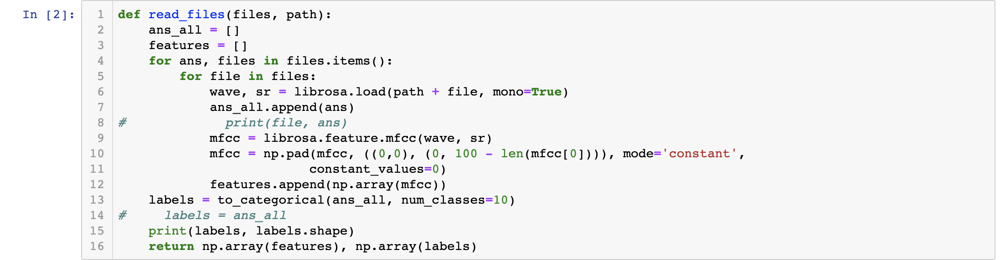 In [2]:
1 def read_files(files, path):
2     ans_all = []
3     features = []
4     for ans, files in files.items():
5         for file in files:
6             wave, sr = librosa.load(path + file, mono=True)
7             ans_all.append(ans)
8 #             print(file, ans)
9             mfcc = librosa.feature.mfcc(wave, sr)
10             mfcc = np.pad(mfcc, ((0,0), (0, 100 - len(mfcc[0]))), mode='constant',
11                          constant_values=0)
12             features.append(np.array(mfcc))
13     labels = to_categorical(ans_all, num_classes=10)
14 #     labels = ans_all
15     print(labels, labels.shape)
16     return np.array(features), np.array(labels)